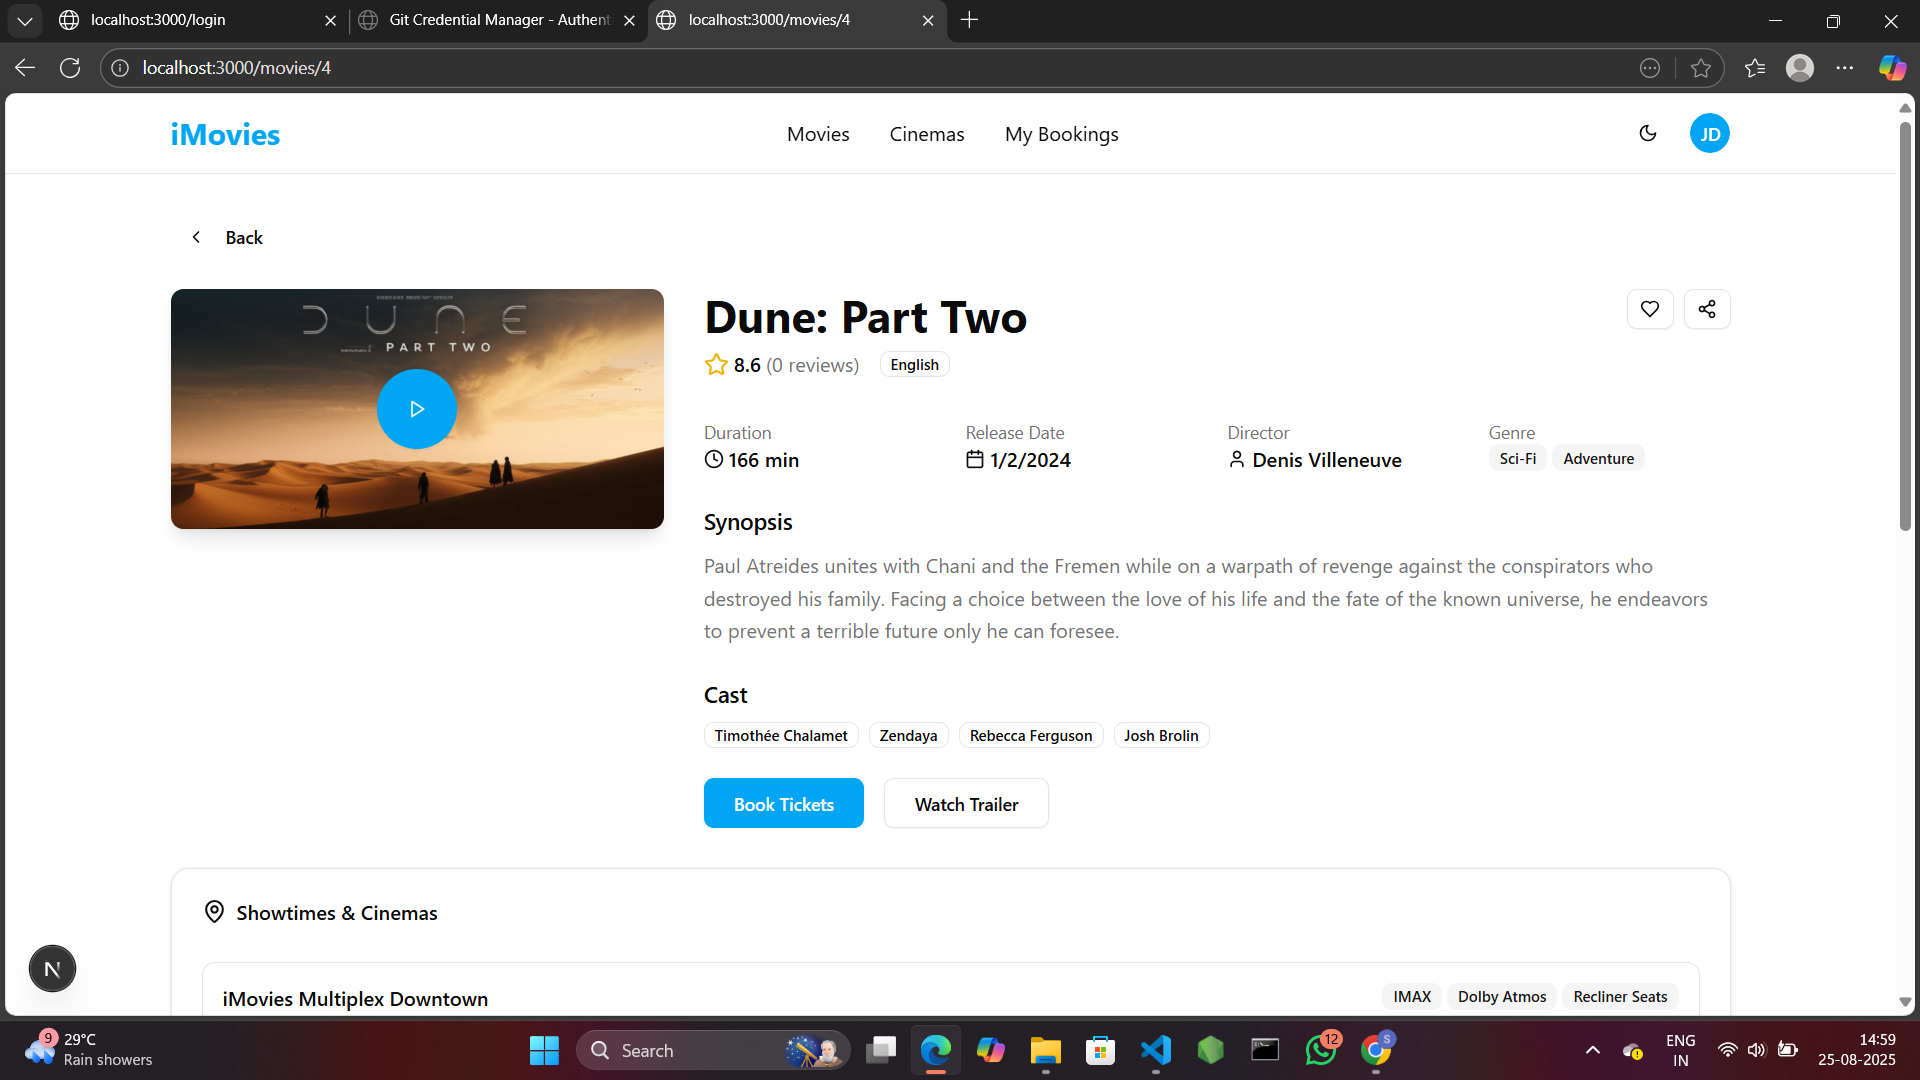 localhost:3000/login
Git Credential Manager - Authent
localhost:3000/movies/4
localhost:3000/movies/4
iMovies
Movies
Cinemas
My Bookings
JD
Back
DUNE
PART TWO
Dune: Part Two
8.6 (0 reviews)
English
Duration
166 min
Release Date
1/2/2024
Director
Denis Villeneuve
Genre
Sci-Fi
Adventure
Synopsis
Paul Atreides unites with Chani and the Fremen while on a warpath of revenge against the conspirators who
destroyed his family. Facing a choice between the love of his life and the fate of the known universe, he endeavors
to prevent a terrible future only he can foresee.
Cast
Timothée Chalamet
Zendaya
Rebecca Ferguson
Josh Brolin
Book Tickets
Watch Trailer
Showtimes & Cinemas
iMovies Multiplex Downtown
IMAX
Dolby Atmos
Recliner Seats
N
9
29°C
Rain showers
Search
12
S
ENG
IN
14:59
25-08-2025